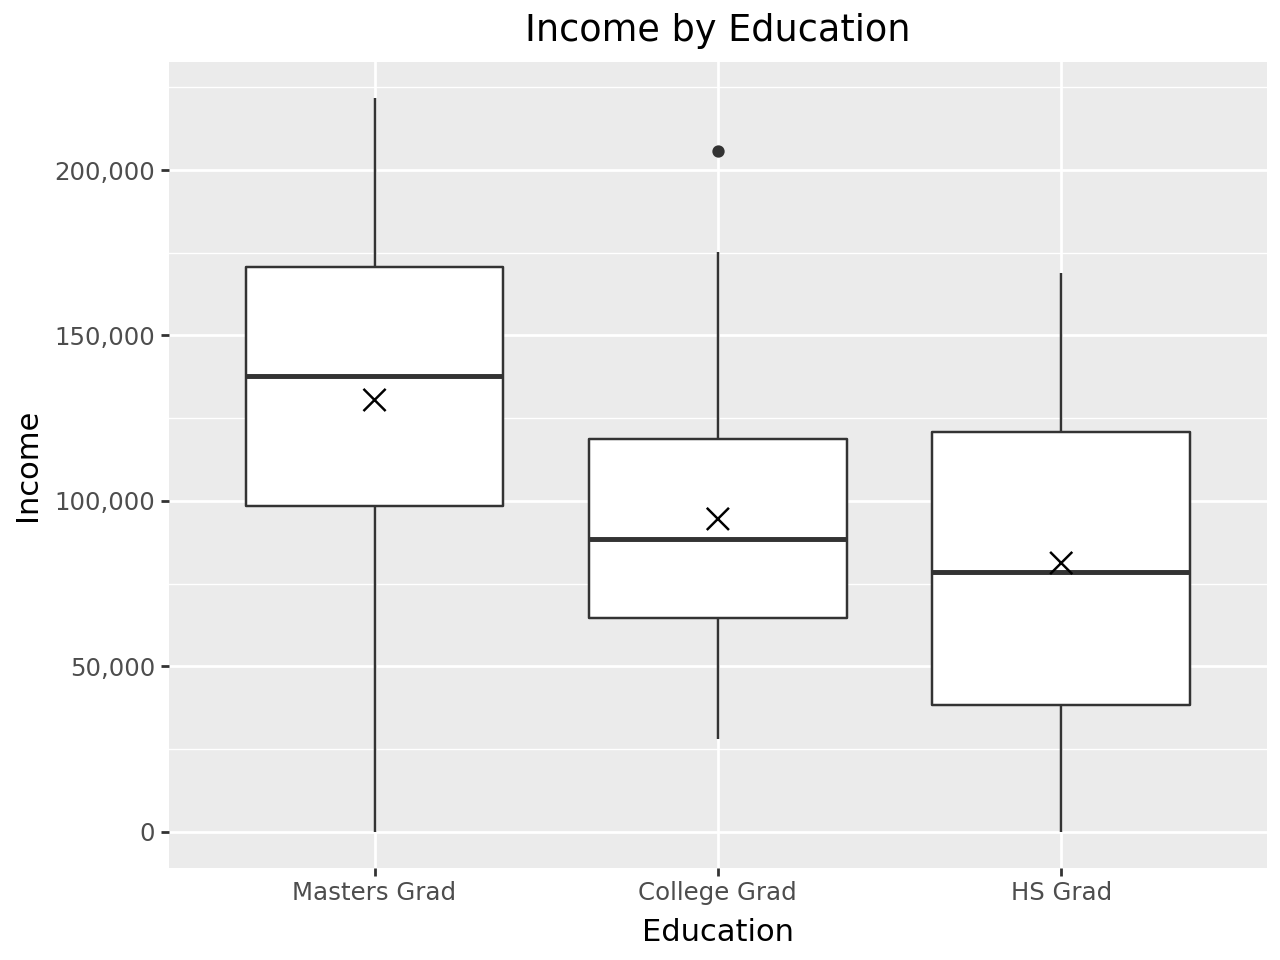 Income by Education
Income
200,000
150,000
100,000
50,000
0
Masters Grad
College Grad
HS Grad
Education